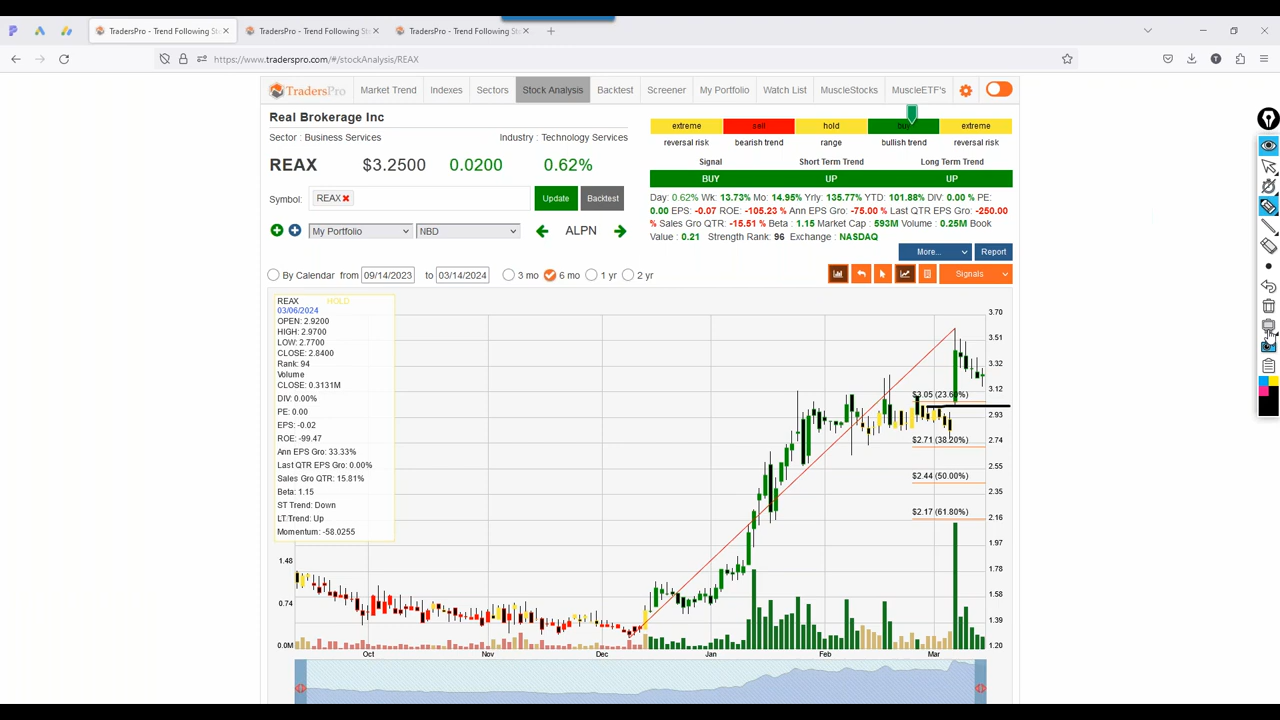 TradersPro - Trend Following Sto
TradersPro - Trend Following Sto
TradersPro - Trend Following Sto
https://www.traderspro.com/#/stockAnalysis/REAX
TradersPro
Market Trend
Indexes
Sectors
Stock Analysis
Backtest
Screener
My Portfolio
Watch List
MuscleStocks
MuscleETF's
Real Brokerage Inc
Sector : Business Services
Industry : Technology Services
REAX $3.2500 0.0200 0.62%
Symbol: REAX Update Backtest
My Portfolio NBD ALPN
extreme sell hold buy extreme
reversal risk bearish trend range bullish trend reversal risk
Signal Short Term Trend Long Term Trend
BUY UP UP
Day: 0.62% Wk: 13.73% Mo: 14.95% Yrly: 135.77% YTD: 101.88% DIV: 0.00 % PE:
0.00 EPS: -0.07 ROE: -105.23 % Ann EPS Gro: -75.00 % Last QTR EPS Gro: -250.00
% Sales Gro QTR: -15.51 % Beta : 1.15 Market Cap : 593M Volume : 0.25M Book
Value : 0.21 Strength Rank: 96 Exchange : NASDAQ
More... Report
By Calendar from 09/14/2023 to 03/14/2024 3 mo 6 mo 1 yr 2 yr
Signals
REAX HOLD
03/06/2024
OPEN: 2.9200
HIGH: 2.9700
LOW: 2.7700
CLOSE: 2.8400
Rank: 94
Volume
CLOSE: 0.3131M
DIV: 0.00%
PE: 0.00
EPS: -0.02
ROE: -99.47
Ann EPS Gro: 33.33%
Last QTR EPS Gro: 0.00%
Sales Gro QTR: 15.81%
Beta: 1.15
ST Trend: Down
LT Trend: Up
Momentum: -58.0255
1.48
0.74
0.0M
$3.05 (23.60%)
$2.71 (38.20%)
$2.44 (50.00%)
$2.17 (61.80%)
3.70
3.51
3.32
3.12
2.93
2.74
2.55
2.35
2.16
1.97
1.78
1.58
1.39
1.20
Oct Nov Dec Jan Feb Mar